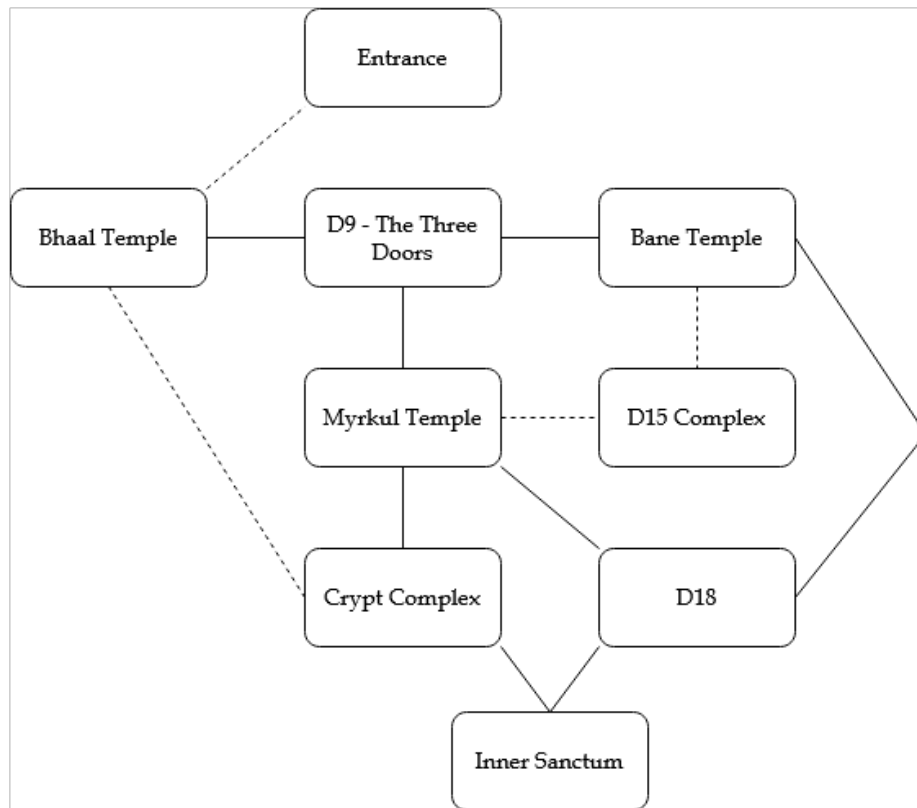 Entrance
Bhaal Temple
D9 - The Three
Doors
Bane Temple
Myrkul Temple
D15 Complex
Crypt Complex
D18
Inner Sanctum